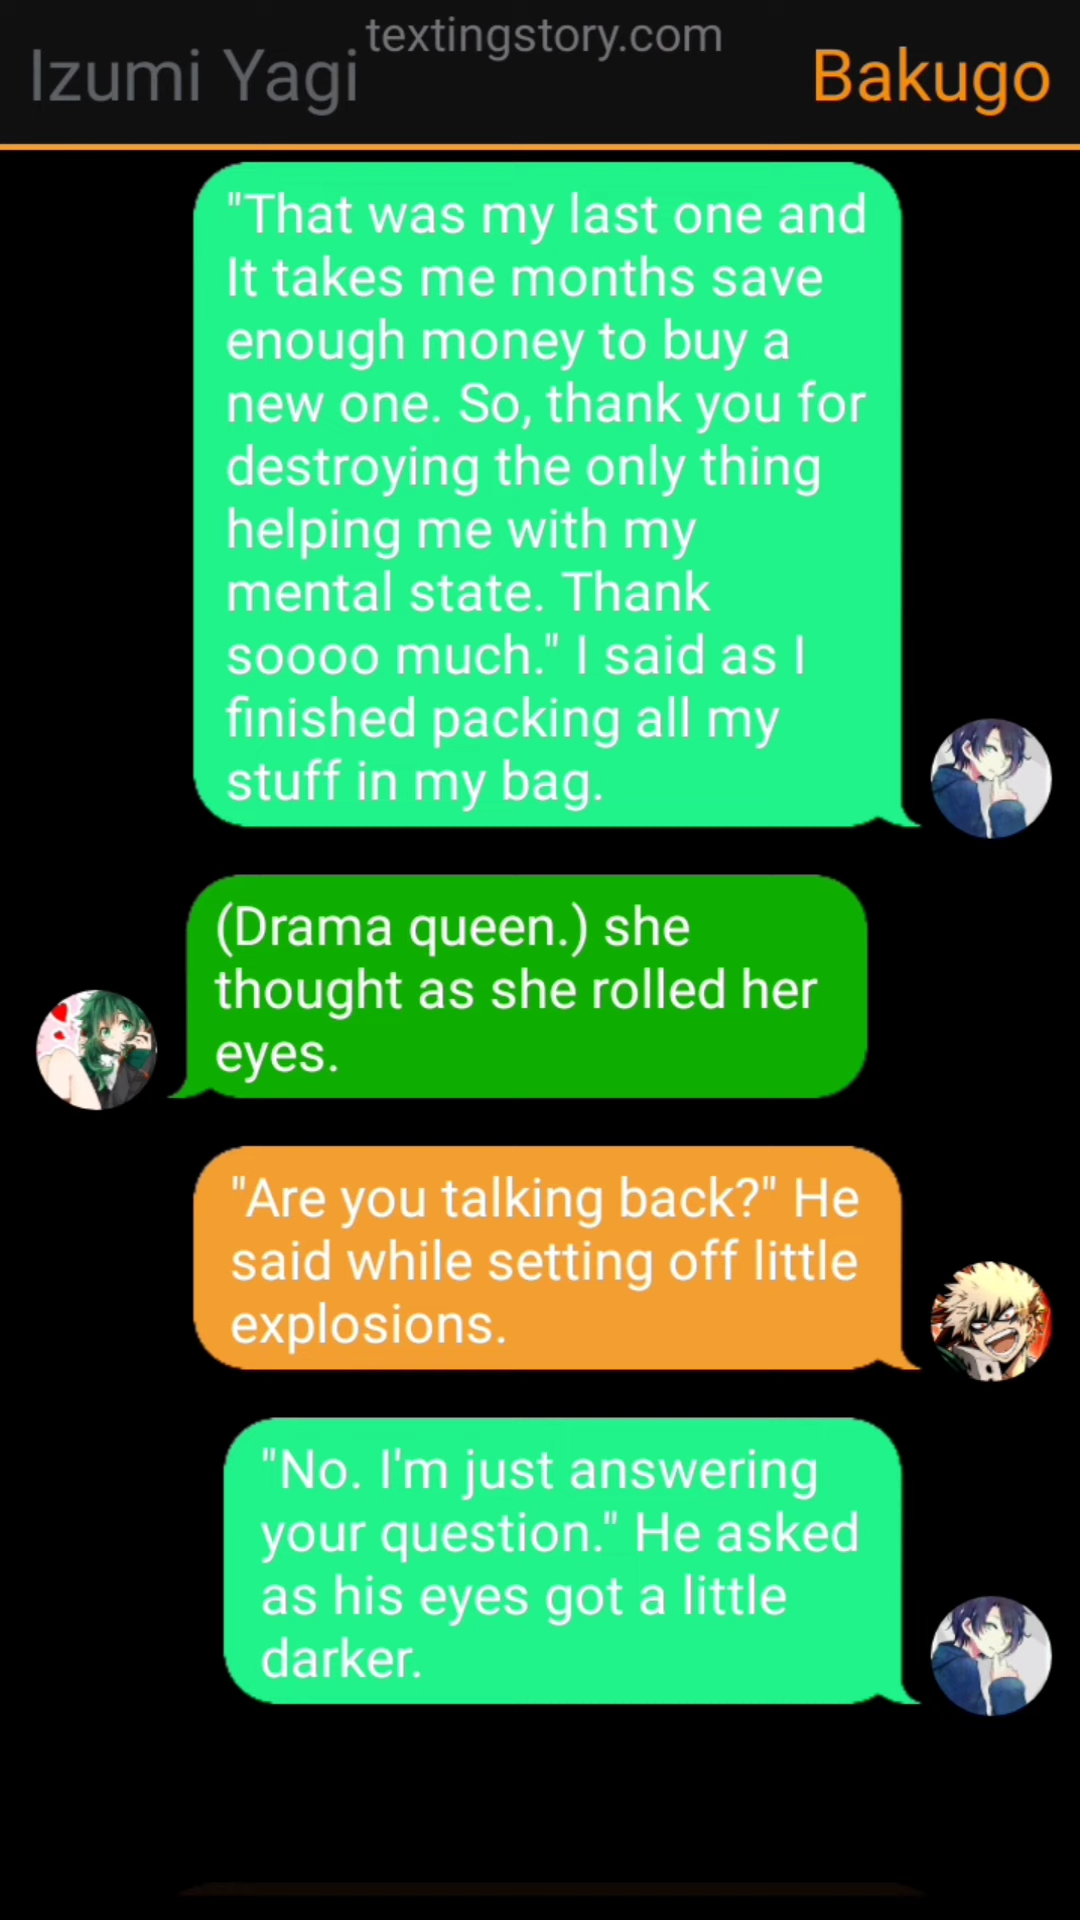 textingstory.com
Izumi Yagi
Bakugo
"That was my last one and
It takes me months save
enough money to buy a
new one. So, thank you for
destroying the only thing
helping me with my
mental state. Thank
soooo much." I said as I
finished packing all my
stuff in my bag.
(Drama queen.) she
thought as she rolled her
eyes.
"Are you talking back?" He
said while setting off little
explosions.
"No. I'm just answering
your question." He asked
as his eyes got a little
darker.